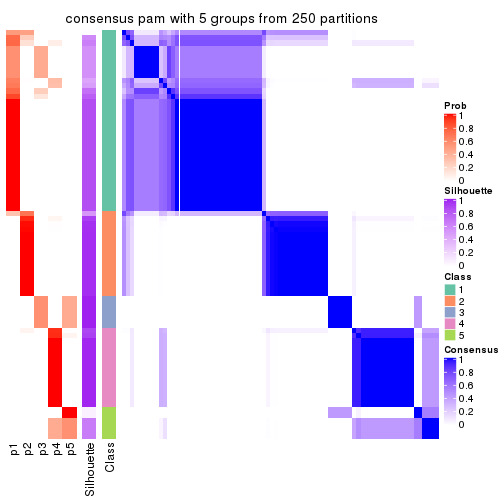 consensus pam with 5 groups from 250 partitions
Prob
1
0.8
0.6
0.4
0.2
0
Silhouette
1
0.8
0.6
0.4
0.2
0
Class
1
2
3
4
5
Consensus
1
0.8
0.6
0.4
0.2
0
p1
p2
p3
p4
p5
Silhouette
Class